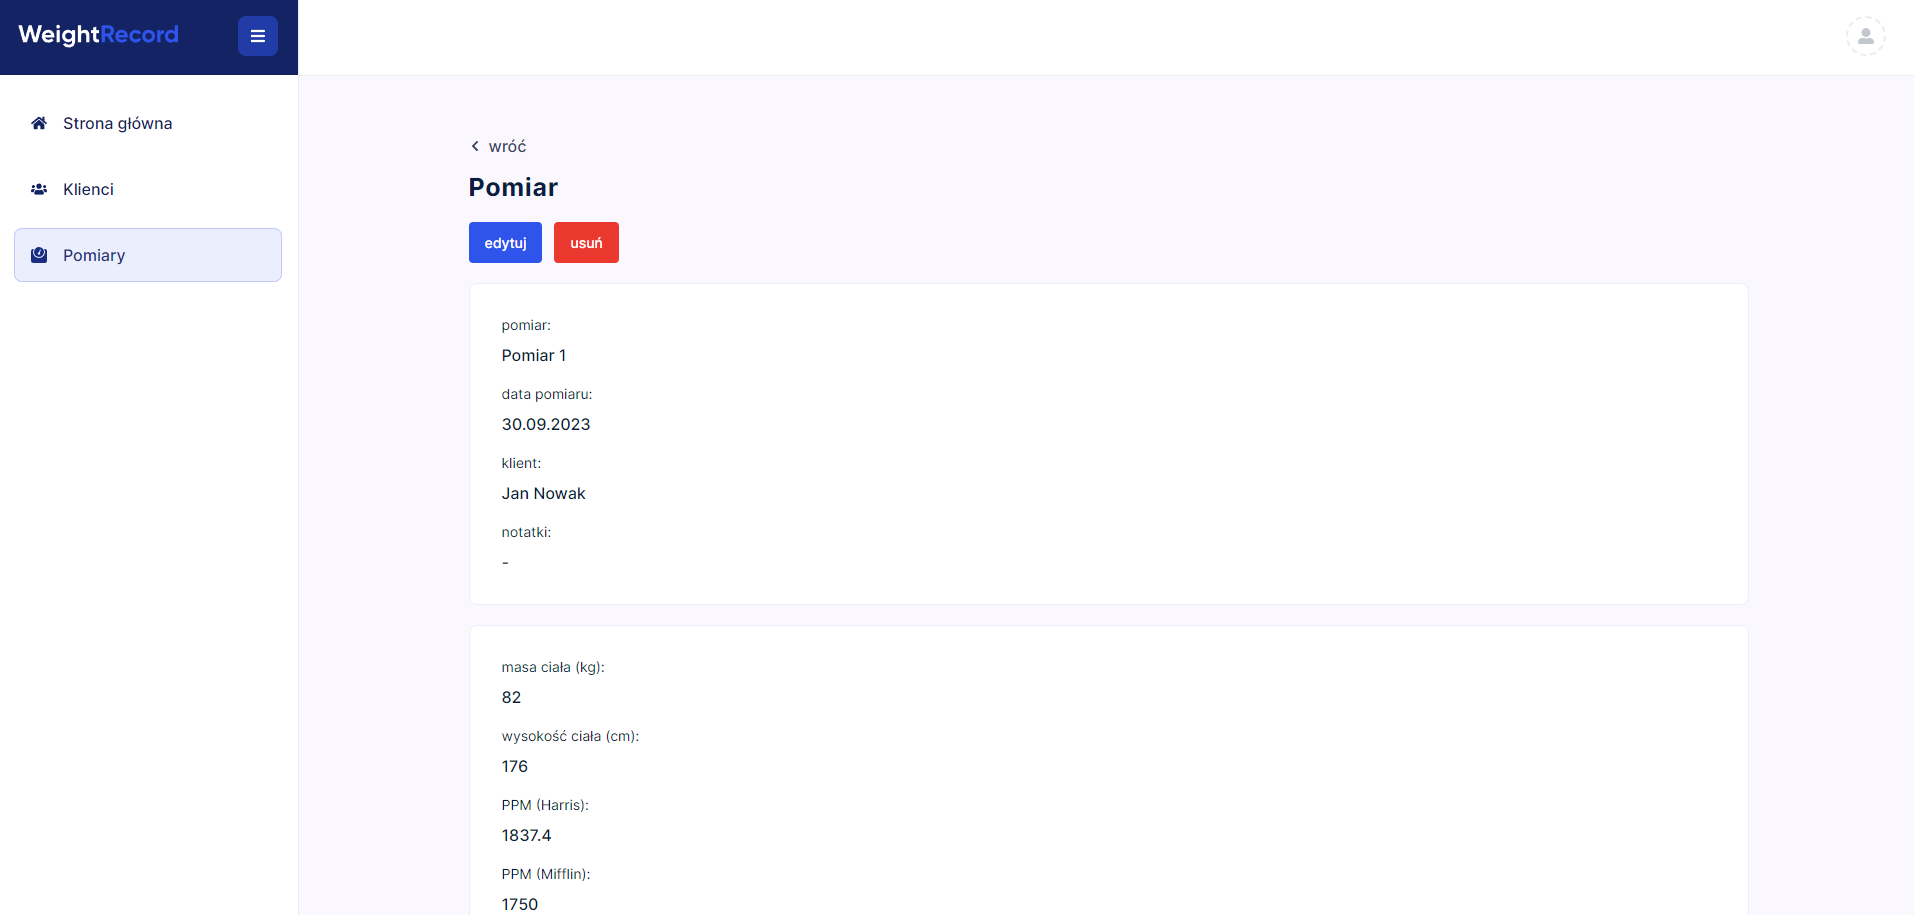 WeightRecord
Strona główna
Klienci
Pomiary
wróć
Pomiar
edytuj usuń
pomiar:
Pomiar 1
data pomiaru:
30.09.2023
klient:
Jan Nowak
notatki:
-
masa ciała (kg):
82
wysokość ciała (cm):
176
PPM (Harris):
1837.4
PPM (Mifflin):
1750